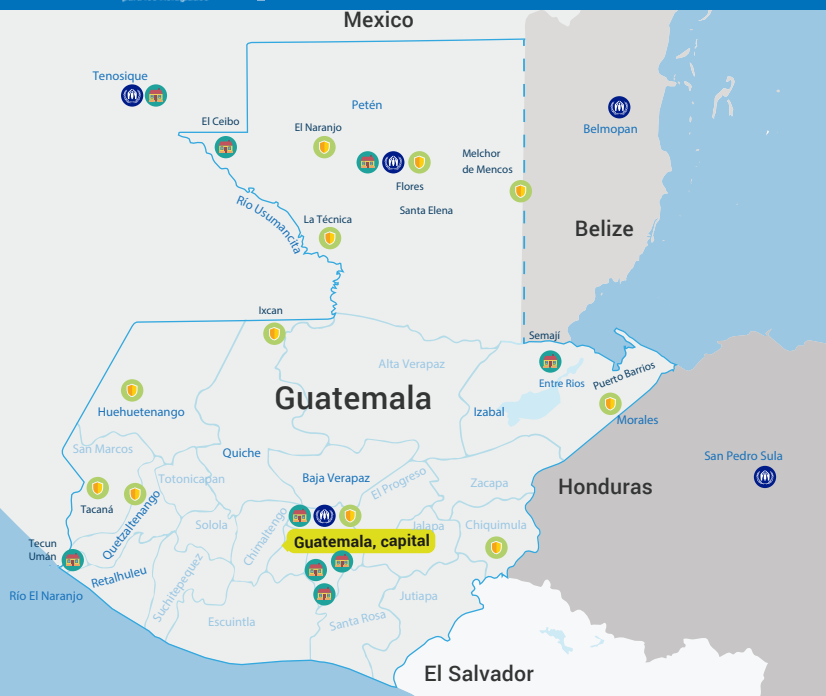 Mexico
Tenosique
El Ceibo
Petén
El Naranjo
Melchor
de Mencos
Flores
Santa Elena
Belmopan
Río Usumancita
La Técnica
Belize
Ixcan
Semají
Alta Verapaz
Entre Rios
Puerto Barrios
Guatemala
Huehuetenango
Izabal
Morales
San Marcos
Quiche
Baja Verapaz
San Pedro Sula
Totonicapan
El Progreso
Zacapa
Honduras
Tacaná
Quetzaltenango
Solola
Chimaltengo
Jalapa
Chiquimula
Guatemala, capital
Tecun
Umán
Retalhuleu
Suchitepequez
Río El Naranjo
Jutiapa
Escuintla
Santa Rosa
El Salvador